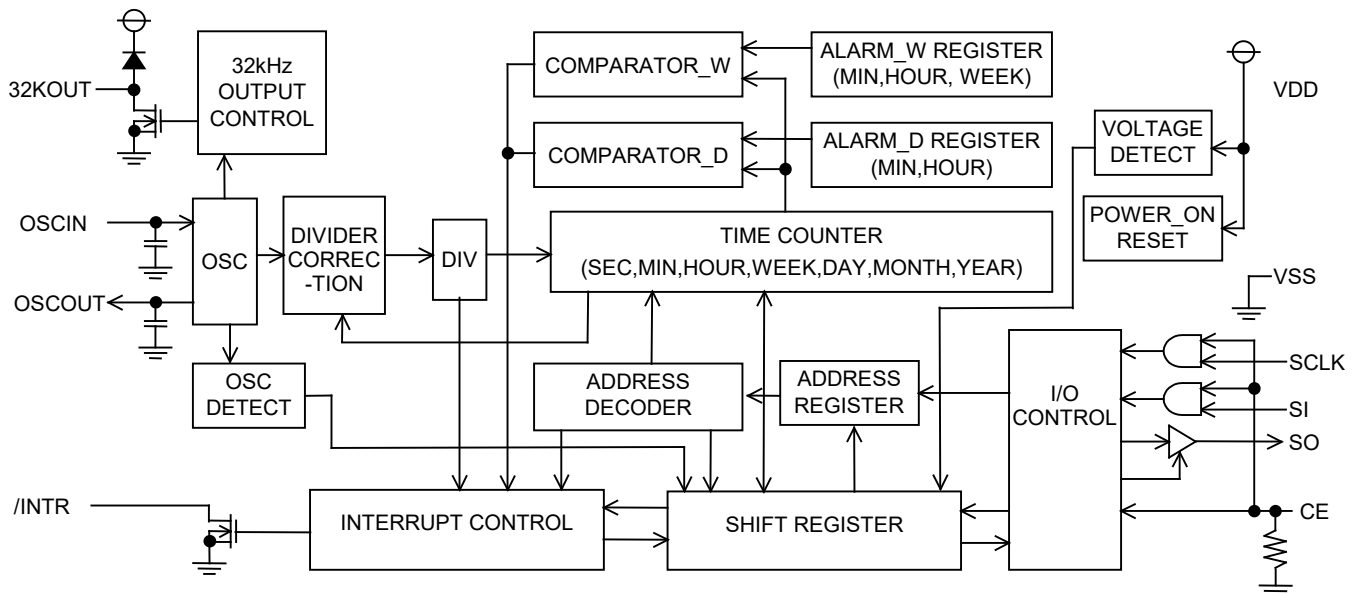 32KOUT
32kHz
OUTPUT
CONTROL
COMPARATOR_W
ALARM_W REGISTER
(MIN,HOUR, WEEK)
VDD
VOLTAGE
DETECT
COMPARATOR_D
ALARM_D REGISTER
(MIN,HOUR)
OSCIN
OSC
OSCOUT
DIVIDER
CORREC
-TION
DIV
TIME COUNTER
(SEC,MIN,HOUR,WEEK,DAY,MONTH,YEAR)
POWER_ON
RESET
VSS
OSC
DETECT
ADDRESS
DECODER
ADDRESS
REGISTER
I/O
CONTROL
SCLK
SI
SO
/INTR
INTERRUPT CONTROL
SHIFT REGISTER
CE